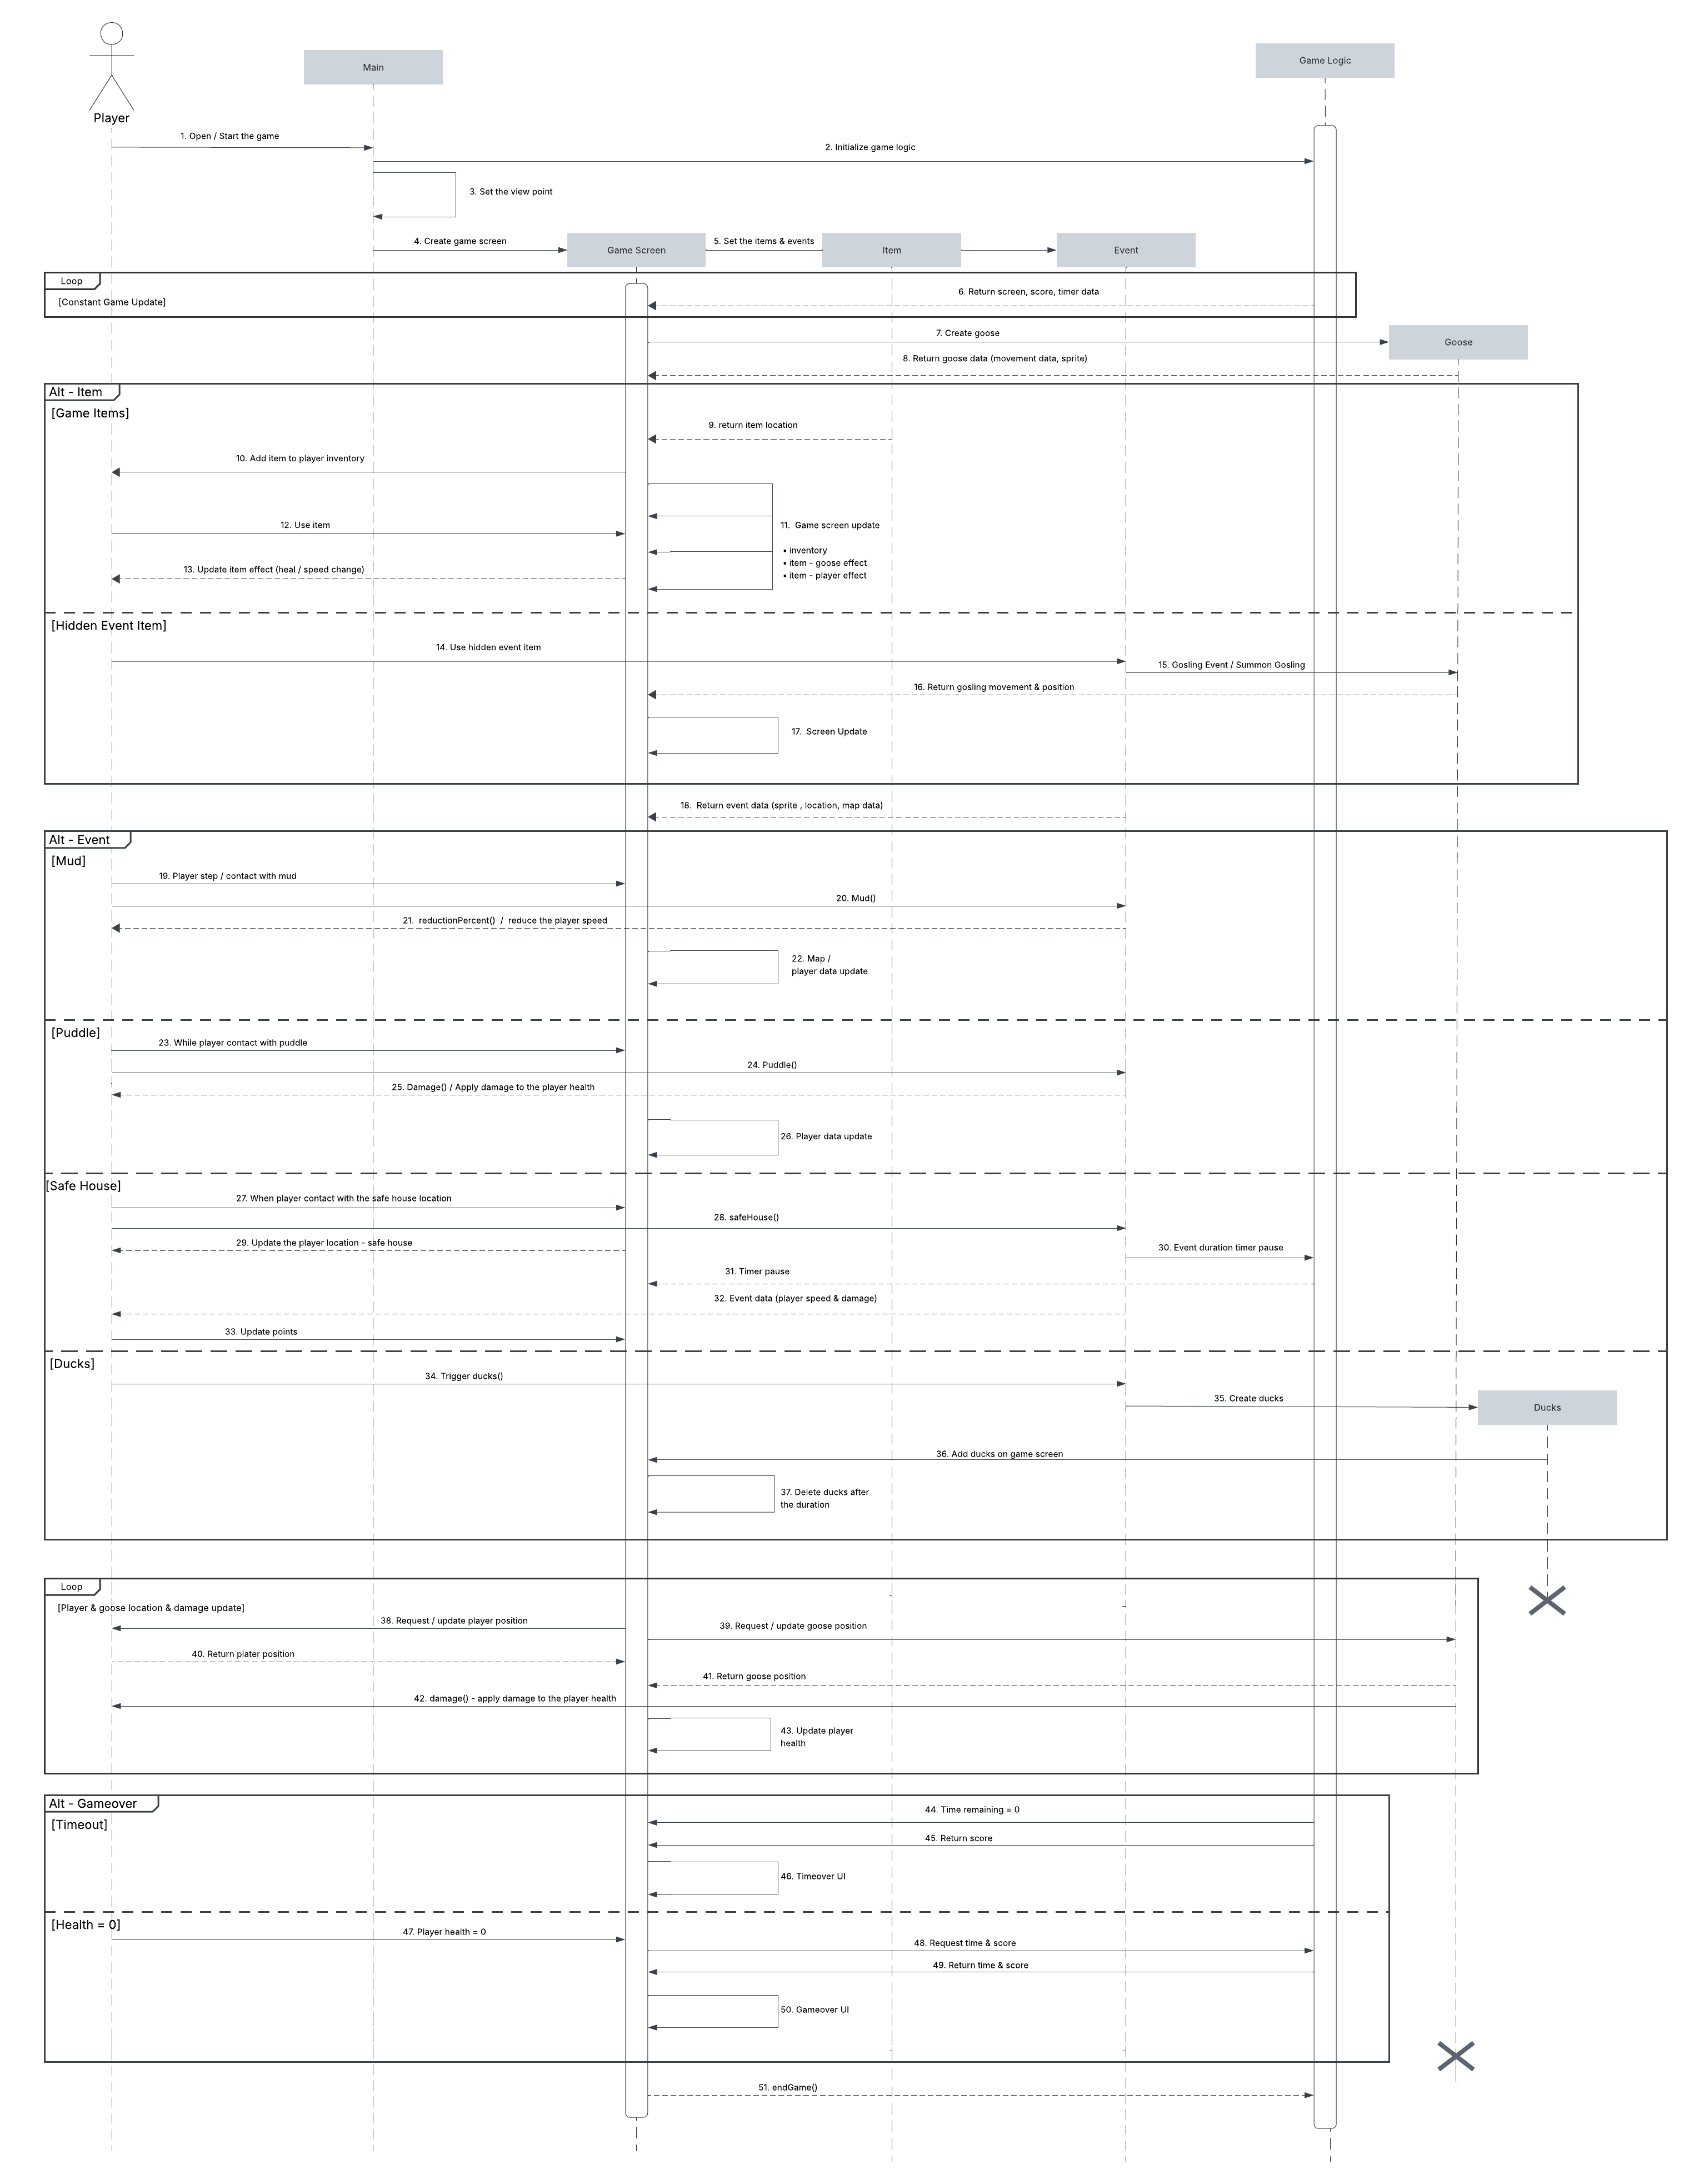 Main
Game Logic
Player
1. Open / Start the game
2. Initialize game logic
3. Set the view point
4. Create game screen
Game Screen
5. Set the items & events
Item
Event
Loop
[Constant Game Update]
6. Return screen, score, timer data
7. Create goose
Goose
8. Return goose data (movement data, sprite)
Alt - Item
[Game Items]
9. return item location
10. Add item to player inventory
12. Use item
11. Game screen update
• inventory
• item - goose effect
• item - player effect
13. Update item effect (heal / speed change)
[Hidden Event Item]
14. Use hidden event item
15. Gosling Event / Summon Gosling
16. Return gosling movement & position
17. Screen Update
18. Return event data (sprite , location, map data)
Alt - Event
[Mud]
19. Player step / contact with mud
20. Mud()
21. reductionPercent() / reduce the player speed
22. Map /
player data update
[Puddle]
23. While player contact with puddle
24. Puddle()
25. Damage() / Apply damage to the player health
26. Player data update
[Safe House]
27. When player contact with the safe house location
28. safeHouse()
29. Update the player location - safe house
30. Event duration timer pause
31. Timer pause
32. Event data (player speed & damage)
33. Update points
[Ducks]
34. Trigger ducks()
35. Create ducks
Ducks
36. Add ducks on game screen
37. Delete ducks after
the duration
Loop
[Player & goose location & damage update]
38. Request / update player position
39. Request / update goose position
40. Return plater position
41. Return goose position
42. damage() - apply damage to the player health
43. Update player
health
Alt - Gameover
[Timeout]
44. Time remaining = 0
45. Return score
46. Timeover UI
[Health = 0]
47. Player health = 0
48. Request time & score
49. Return time & score
50. Gameover UI
51. endGame()